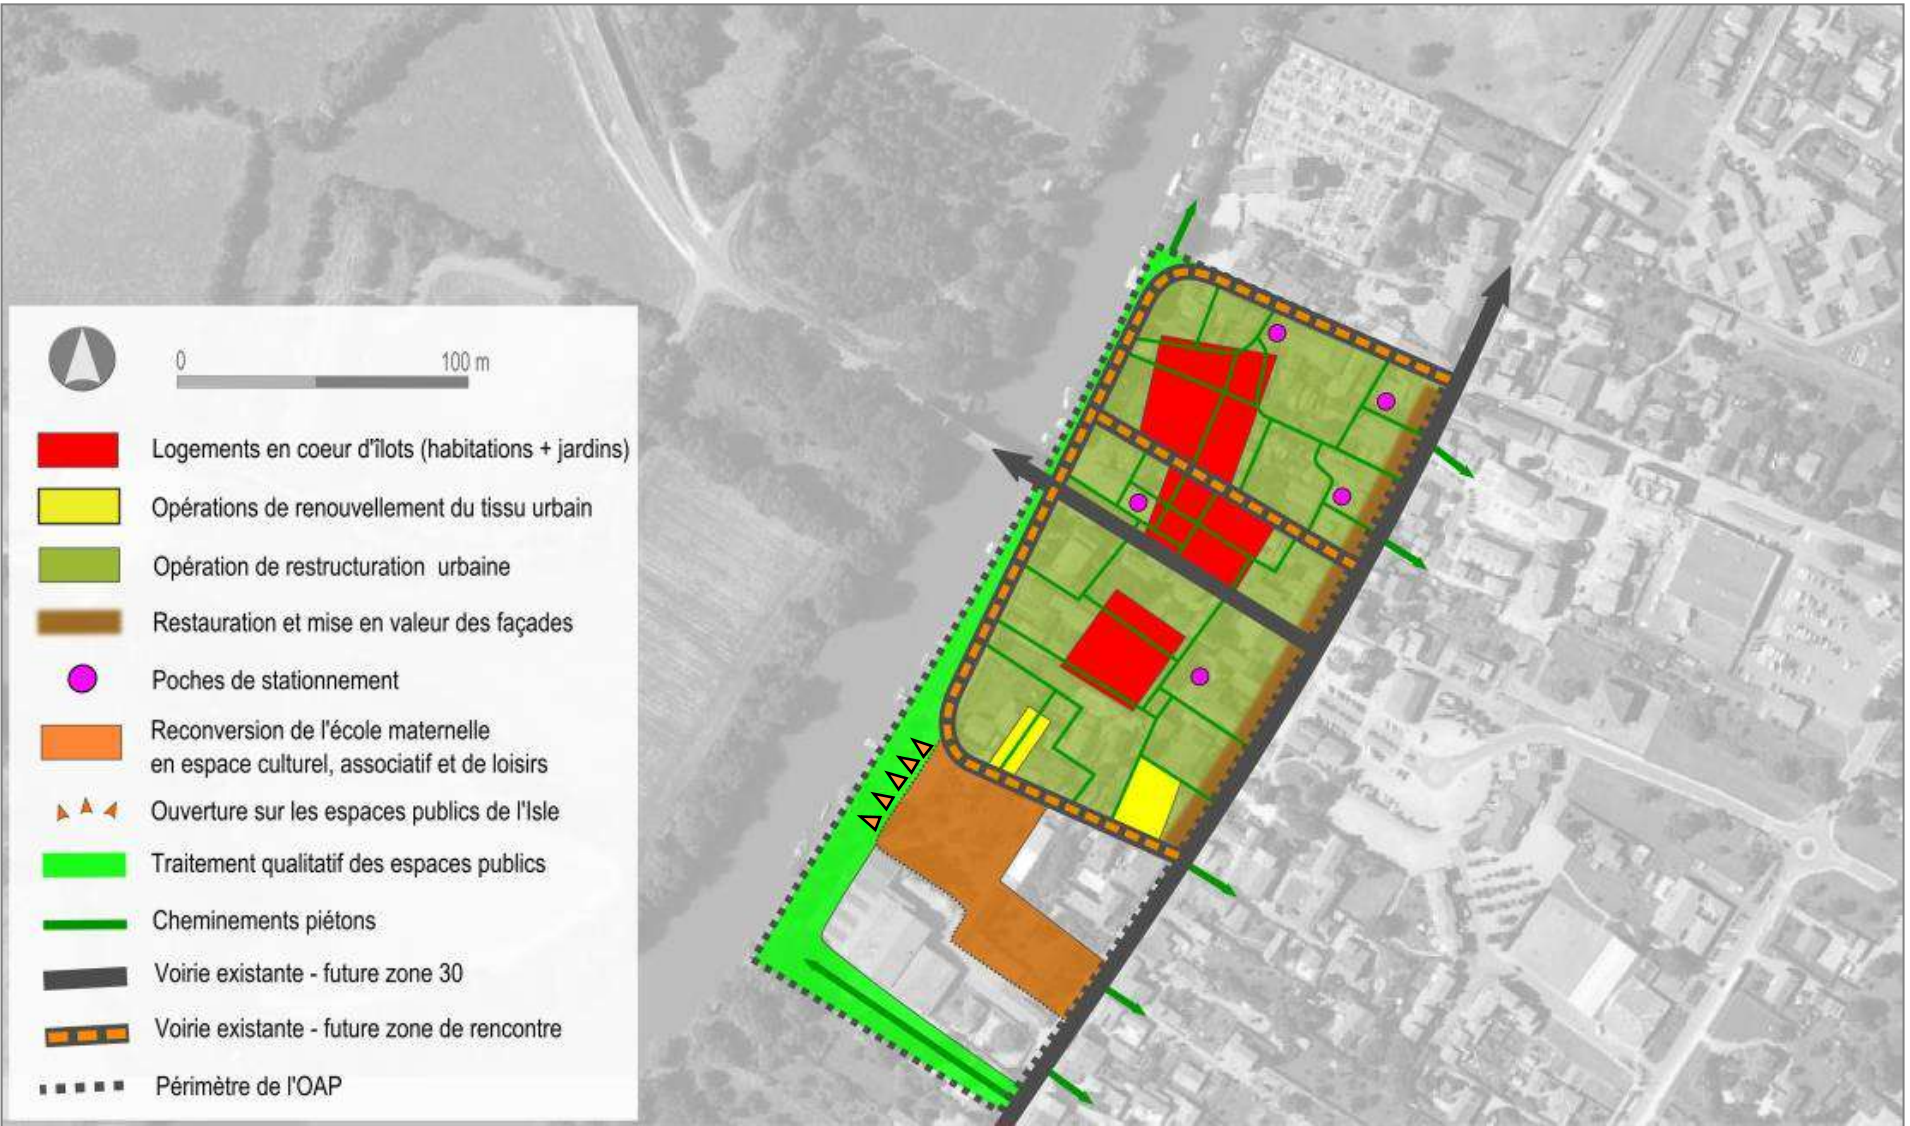 0 100 m
Logements en coeur d'îlots (habitations + jardins)
Opérations de renouvellement du tissu urbain
Opération de restructuration urbaine
Restauration et mise en valeur des façades
Poches de stationnement
Reconversion de l'école maternelle
en espace culturel, associatif et de loisirs
Ouverture sur les espaces publics de l'Isle
Traitement qualitatif des espaces publics
Cheminements piétons
Voirie existante - future zone 30
Voirie existante - future zone de rencontre
Périmètre de l'OAP